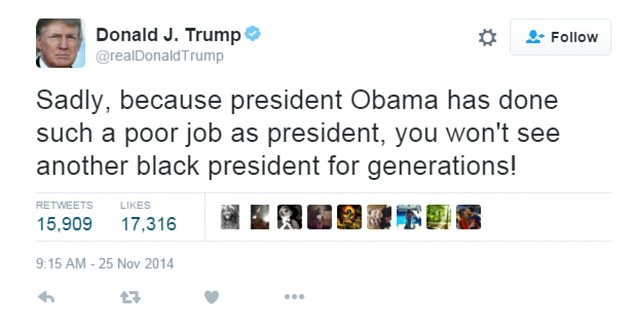 Donald J. Trump
@realDonaldTrump
Follow
Sadly, because president Obama has done
such a poor job as president, you won't see
another black president for generations!
RETWEETS LIKES
15,909 17,316
9:15 AM - 25 Nov 2014